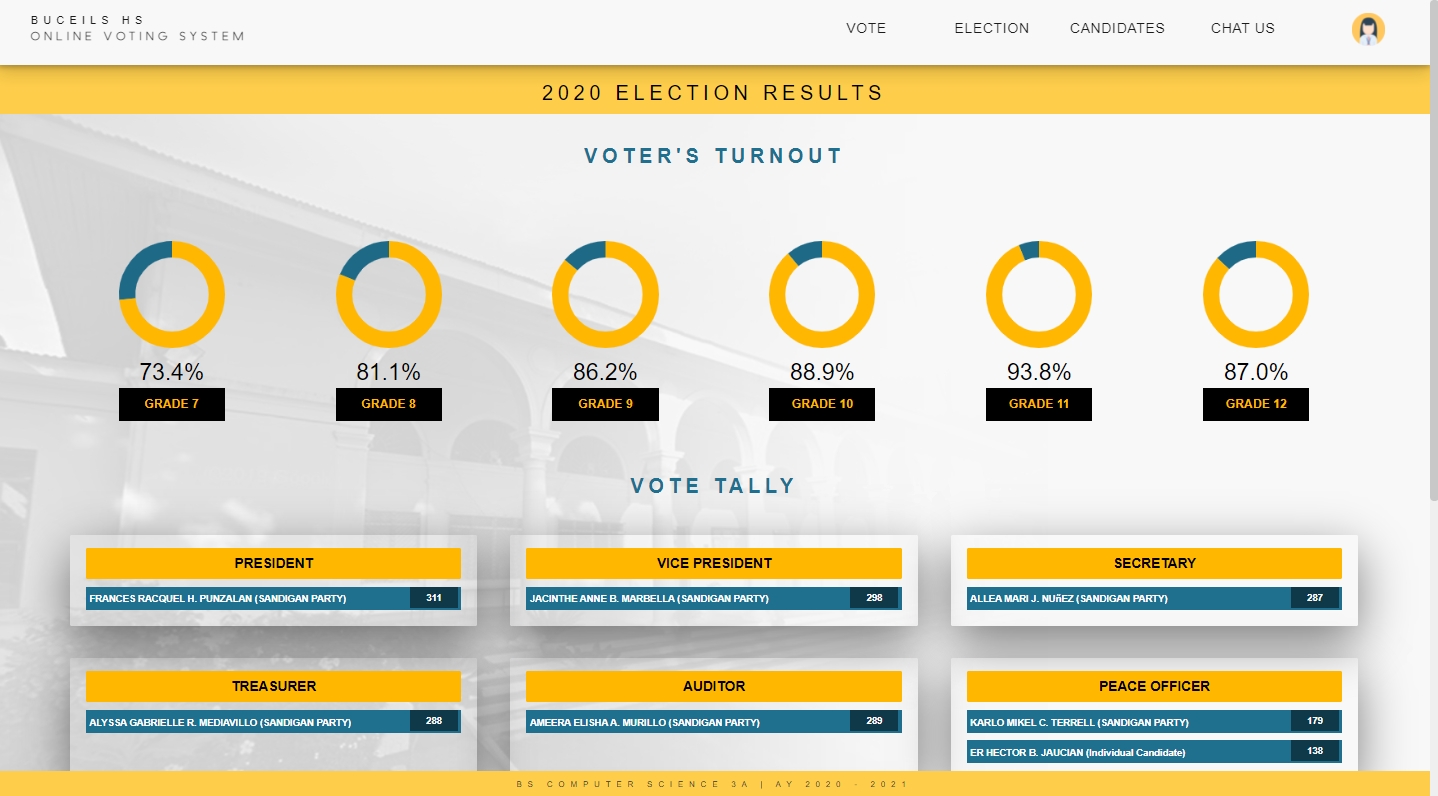 BUCEILS HS
ONLINE VOTING SYSTEM
VOTE ELECTION CANDIDATES CHAT US
2020 ELECTION RESULTS
VOTER'S TURNOUT
73.4% 81.1% 86.2% 88.9% 93.8% 87.0%
GRADE 7 GRADE 8 GRADE 9 GRADE 10 GRADE 11 GRADE 12
VOTE TALLY
PRESIDENT
FRANCES RACQUEL H. PUNZALAN (SANDIGAN PARTY) 311
VICE PRESIDENT
JACINTHE ANNE B. MARBELLA (SANDIGAN PARTY) 298
SECRETARY
ALLEA MARI J. NUñEZ (SANDIGAN PARTY) 287
TREASURER
ALYSSA GABRIELLE R. MEDIAVILLO (SANDIGAN PARTY) 288
AUDITOR
AMEERA ELISHA A. MURILLO (SANDIGAN PARTY) 289
PEACE OFFICER
KARLO MIKEL C. TERRELL (SANDIGAN PARTY) 179
ER HECTOR B. JAUCIAN (Individual Candidate) 138
BS COMPUTER SCIENCE 3A | AY 2020 - 2021